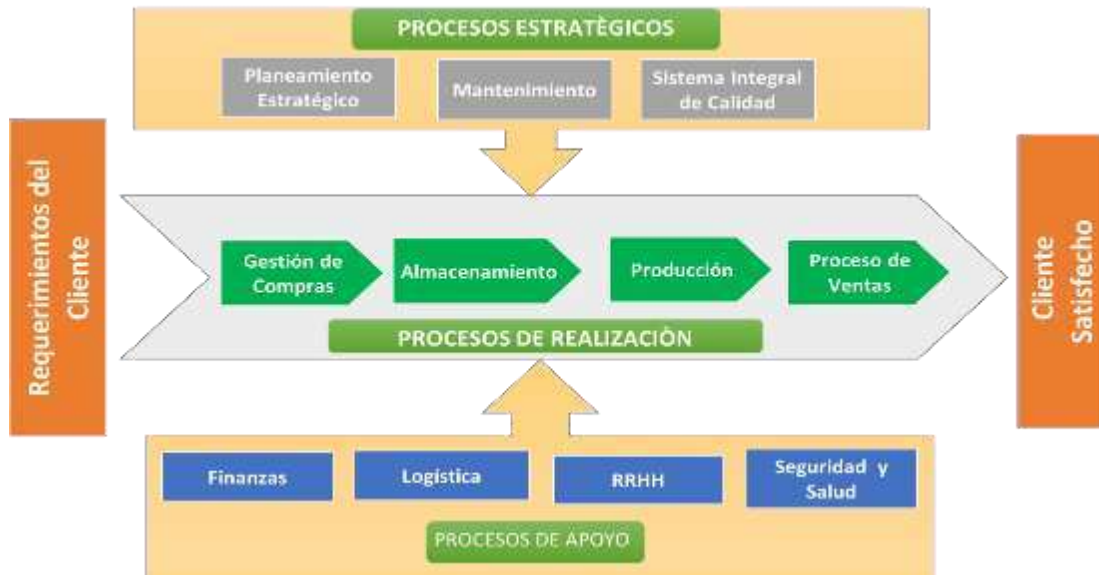 PROCESOS ESTRATÈGICOS
Planeamiento
Estratégico
Mantenimiento
Sistema Integral
de Calidad
Requerimientos del
Cliente
Gestión de
Compras
Almacenamiento
Producción
Proceso de
Ventas
PROCESOS DE REALIZACIÒN
Cliente
Satisfecho
Finanzas
Logística
RRHH
Seguridad y
Salud
PROCESOS DE APOYO